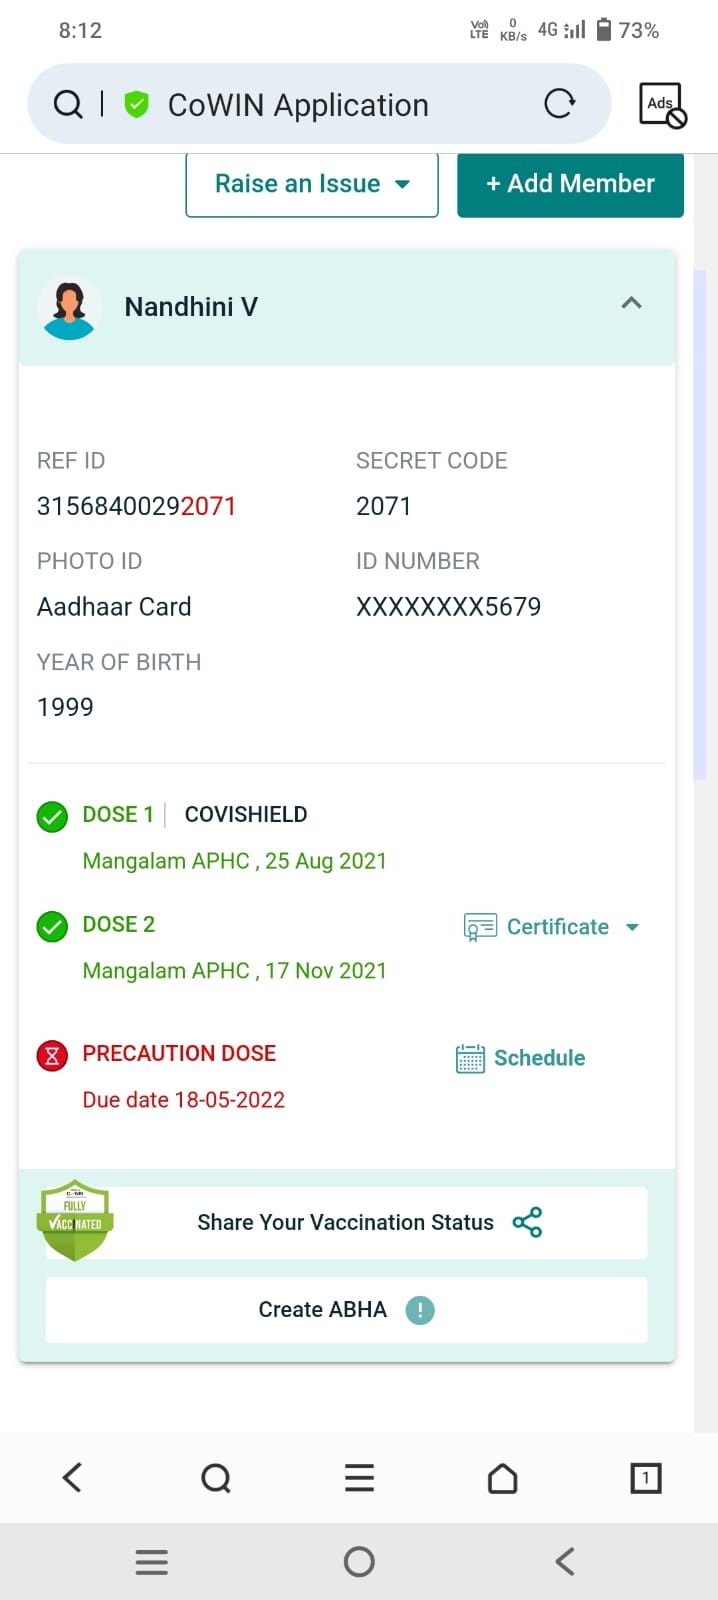 8:12
Vol) LTE 0 KB/s 4G 73%
CoWIN Application
Ads
Raise an Issue + Add Member
Nandhini V
REF ID SECRET CODE
31568400292071 2071
PHOTO ID ID NUMBER
Aadhaar Card XXXXXXXX5679
YEAR OF BIRTH
1999
DOSE 1 COVISHIELD
Mangalam APHC , 25 Aug 2021
DOSE 2 Certificate
Mangalam APHC , 17 Nov 2021
PRECAUTION DOSE Schedule
Due date 18-05-2022
FULLY
VACCINATED
Share Your Vaccination Status
Create ABHA !
1